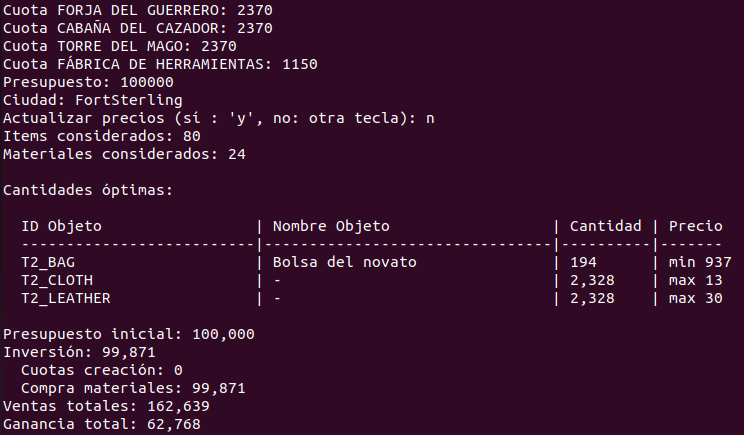 Cuota FORJA DEL GUERRERO: 2370
Cuota CABAÑA DEL CAZADOR: 2370
Cuota TORRE DEL MAGO: 2370
Cuota FÁBRICA DE HERRAMIENTAS: 1150
Presupuesto: 100000
Ciudad: FortSterling
Actualizar precios (sí : 'y', no: otra tecla): n
Items considerados: 80
Materiales considerados: 24

Cantidades óptimas:

  ID Objeto                 | Nombre Objeto                  | Cantidad | Precio
  --------------------------|--------------------------------|----------|-------
  T2_BAG                    | Bolsa del novato               | 194      | min 937
  T2_CLOTH                  | -                              | 2,328    | max 13
  T2_LEATHER                | -                              | 2,328    | max 30

Presupuesto inicial: 100,000
Inversión: 99,871
  Cuotas creación: 0
  Compra materiales: 99,871
Ventas totales: 162,639
Ganancia total: 62,768